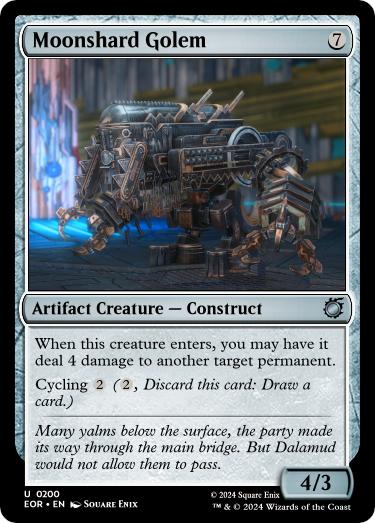 Moonshard Golem 7
Artifact Creature — Construct
When this creature enters, you may have it
deal 4 damage to another target permanent.
Cycling 2 (2, Discard this card: Draw a
card.)
Many yalms below the surface, the party made
its way through the main bridge. But Dalamud
would not allow them to pass.
4/3
U 0200
EOR • EN SQUARE ENIX
© 2024 Square Enix
™ & © 2024 Wizards of the Coast